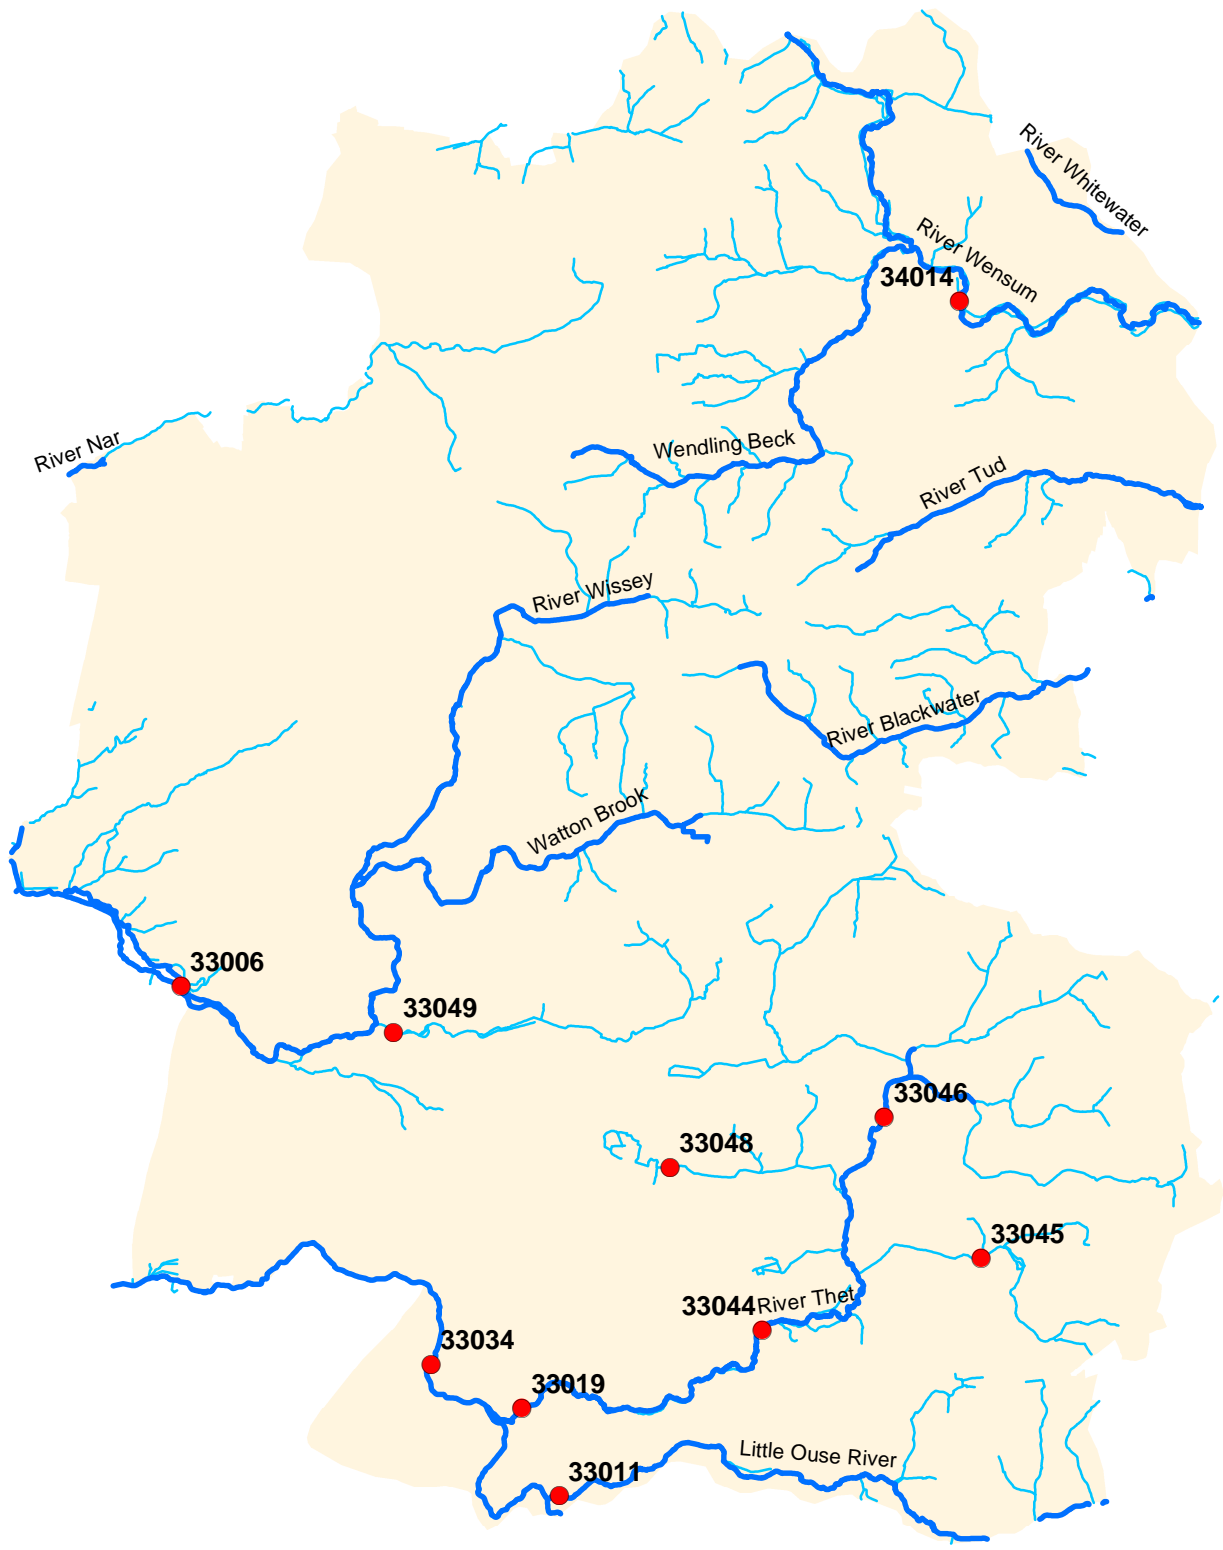 River Whitewater
River Wensum
34014
River Nar
Wendling Beck
River Tud
River Wissey
River Blackwater
Watton Brook
33006
33049
33046
33048
33045
River Thet
33044
33034
33019
Little Ouse River
33011